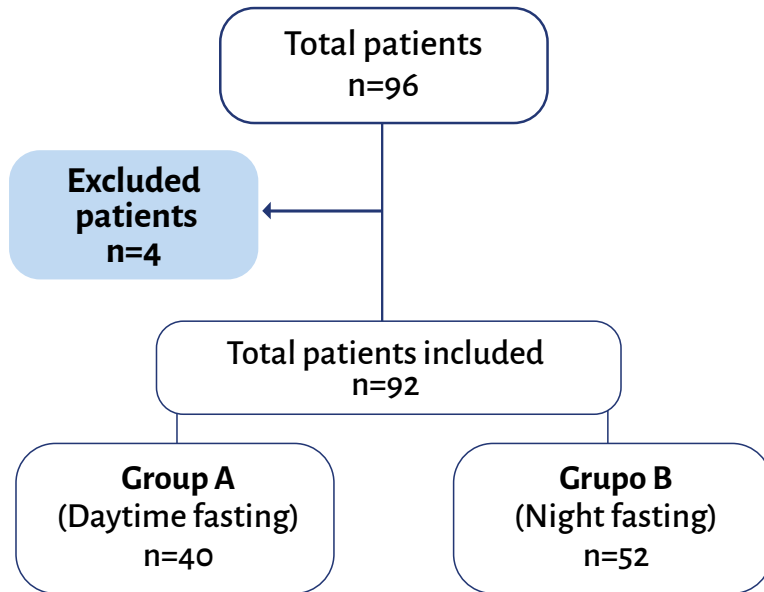 Total patients
n=96
Excluded
patients
n=4
Total patients included
n=92
Group A
(Daytime fasting)
n=40
Grupo B
(Night fasting)
n=52